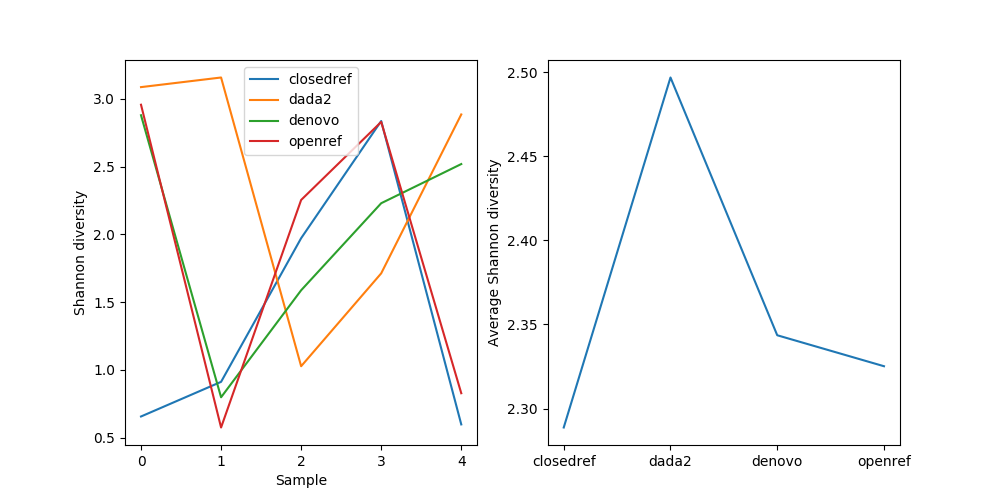 closedref
dada2
denovo
openref
3.0
2.5
2.0
1.5
1.0
0.5
Shannon diversity
0 1 2 3 4
Sample
2.50
2.45
2.40
2.35
2.30
Average Shannon diversity
closedref dada2 denovo openref